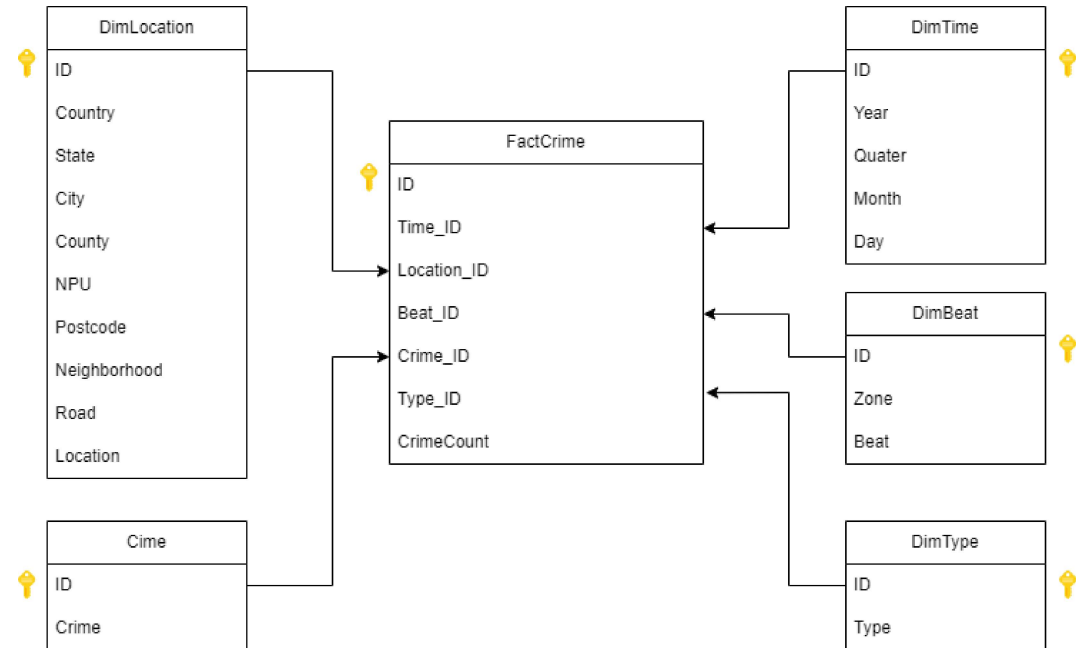 DimLocation
ID
Country
State
City
County
NPU
Postcode
Neighborhood
Road
Location
Cime
ID
Crime
FactCrime
ID
Time_ID
Location_ID
Beat_ID
Crime_ID
Type_ID
CrimeCount
DimTime
ID
Year
Quater
Month
Day
DimBeat
ID
Zone
Beat
DimType
ID
Type